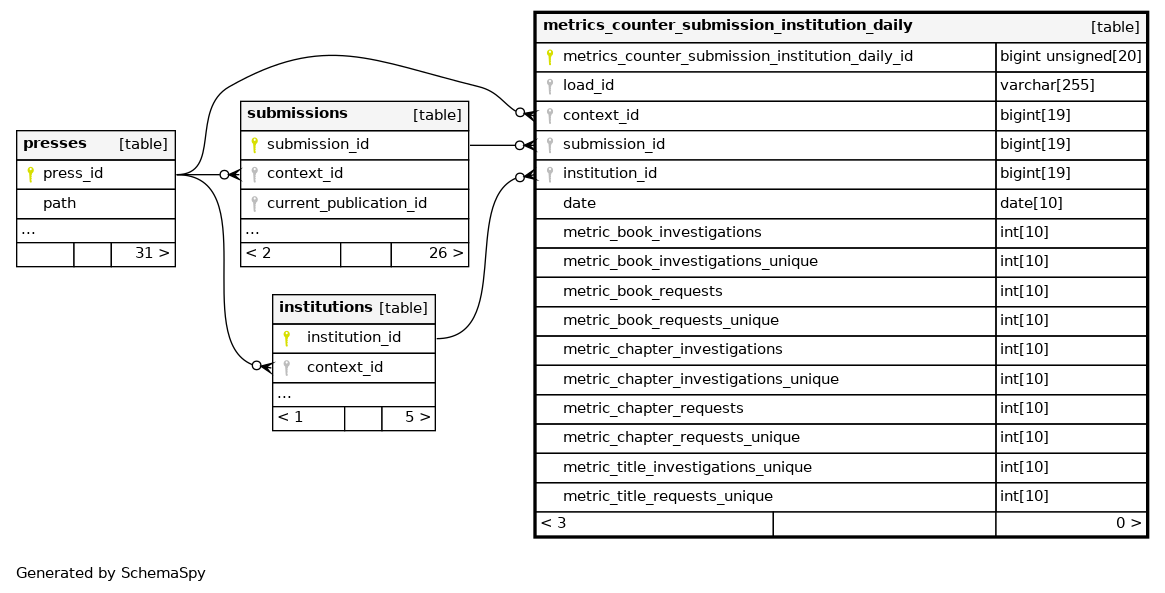 presses [table]
press_id
path
...
31 >
submissions [table]
submission_id
context_id
current_publication_id
...
< 2 26 >
institutions [table]
institution_id
context_id
...
< 1 5 >
metrics_counter_submission_institution_daily [table]
metrics_counter_submission_institution_daily_id bigint unsigned[20]
load_id varchar[255]
context_id bigint[19]
submission_id bigint[19]
institution_id bigint[19]
date date[10]
metric_book_investigations int[10]
metric_book_investigations_unique int[10]
metric_book_requests int[10]
metric_book_requests_unique int[10]
metric_chapter_investigations int[10]
metric_chapter_investigations_unique int[10]
metric_chapter_requests int[10]
metric_chapter_requests_unique int[10]
metric_title_investigations_unique int[10]
metric_title_requests_unique int[10]
< 3 0 >
Generated by SchemaSpy